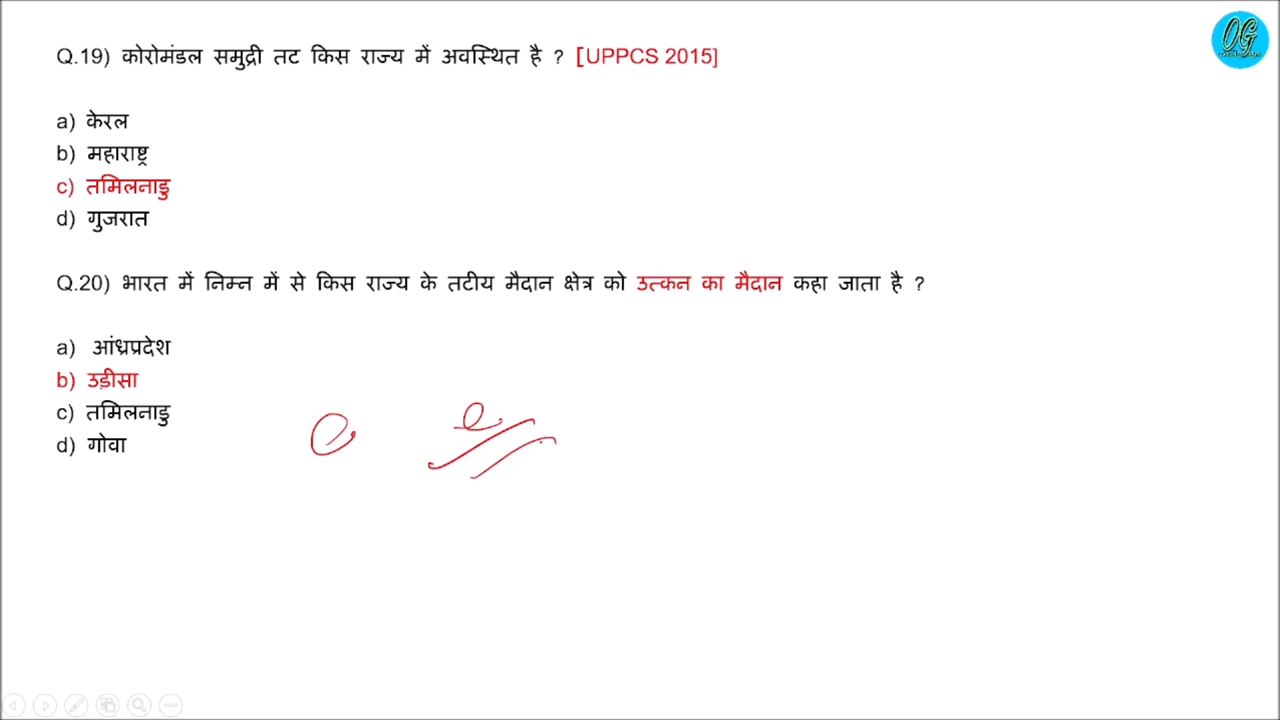 Q.19) कोरोमंडल समुद्री तट किस राज्य में अवस्थित है ? [UPPCS 2015]
a) केरल
b) महाराष्ट्र
c) तमिलनाडु
d) गुजरात
Q.20) भारत में निम्न में से किस राज्य के तटीय मैदान क्षेत्र को उत्कन का मैदान कहा जाता है ?
a) आंध्रप्रदेश
b) उड़ीसा
c) तमिलनाडु
d) गोवा
OG